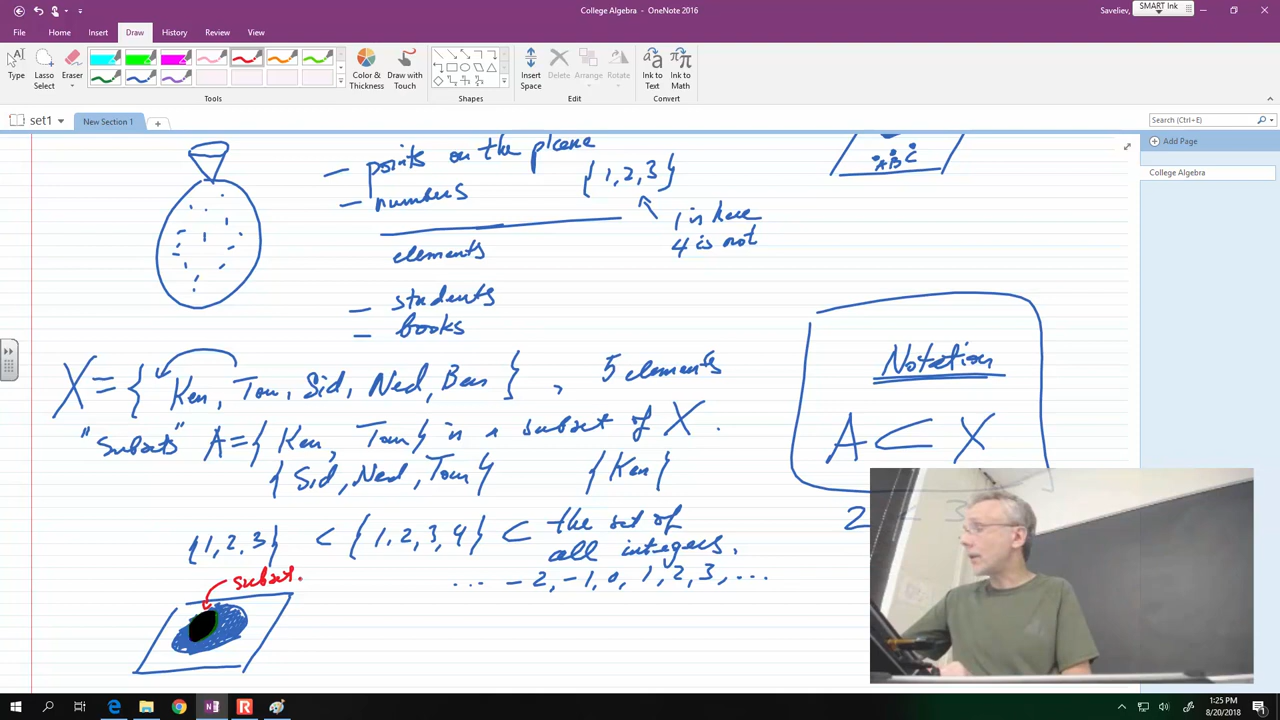 College Algebra - OneNote 2016
Saveliev,
SMART Ink
File Home Insert Draw History Review View
Type
Lasso Select
Eraser
Color & Thickness
Draw with Touch
Insert Space
Delete
Arrange
Rotate
Ink to Text
Ink to Math
Tools
Shapes
Edit
Convert
set1
New Section 1
Search (Ctrl+E)
Add Page
College Algebra
– points on the plane
{1,2,3}
– numbers
1 is here
4 is not
elements
– students
– books
A B C
X = { Ken, Tom, Sid, Ned, Ben }, 5 elements
"Subsets" A = { Ken, Tom } is a subset of X.
{ Sid, Ned, Tom } { Ken }
Notation
A ⊂ X
2 < 3
{1,2,3} ⊂ {1,2,3,4} ⊂ the set of
all integers.
... -2, -1, 0, 1, 2, 3, ...
subset.
1:25 PM
8/20/2018